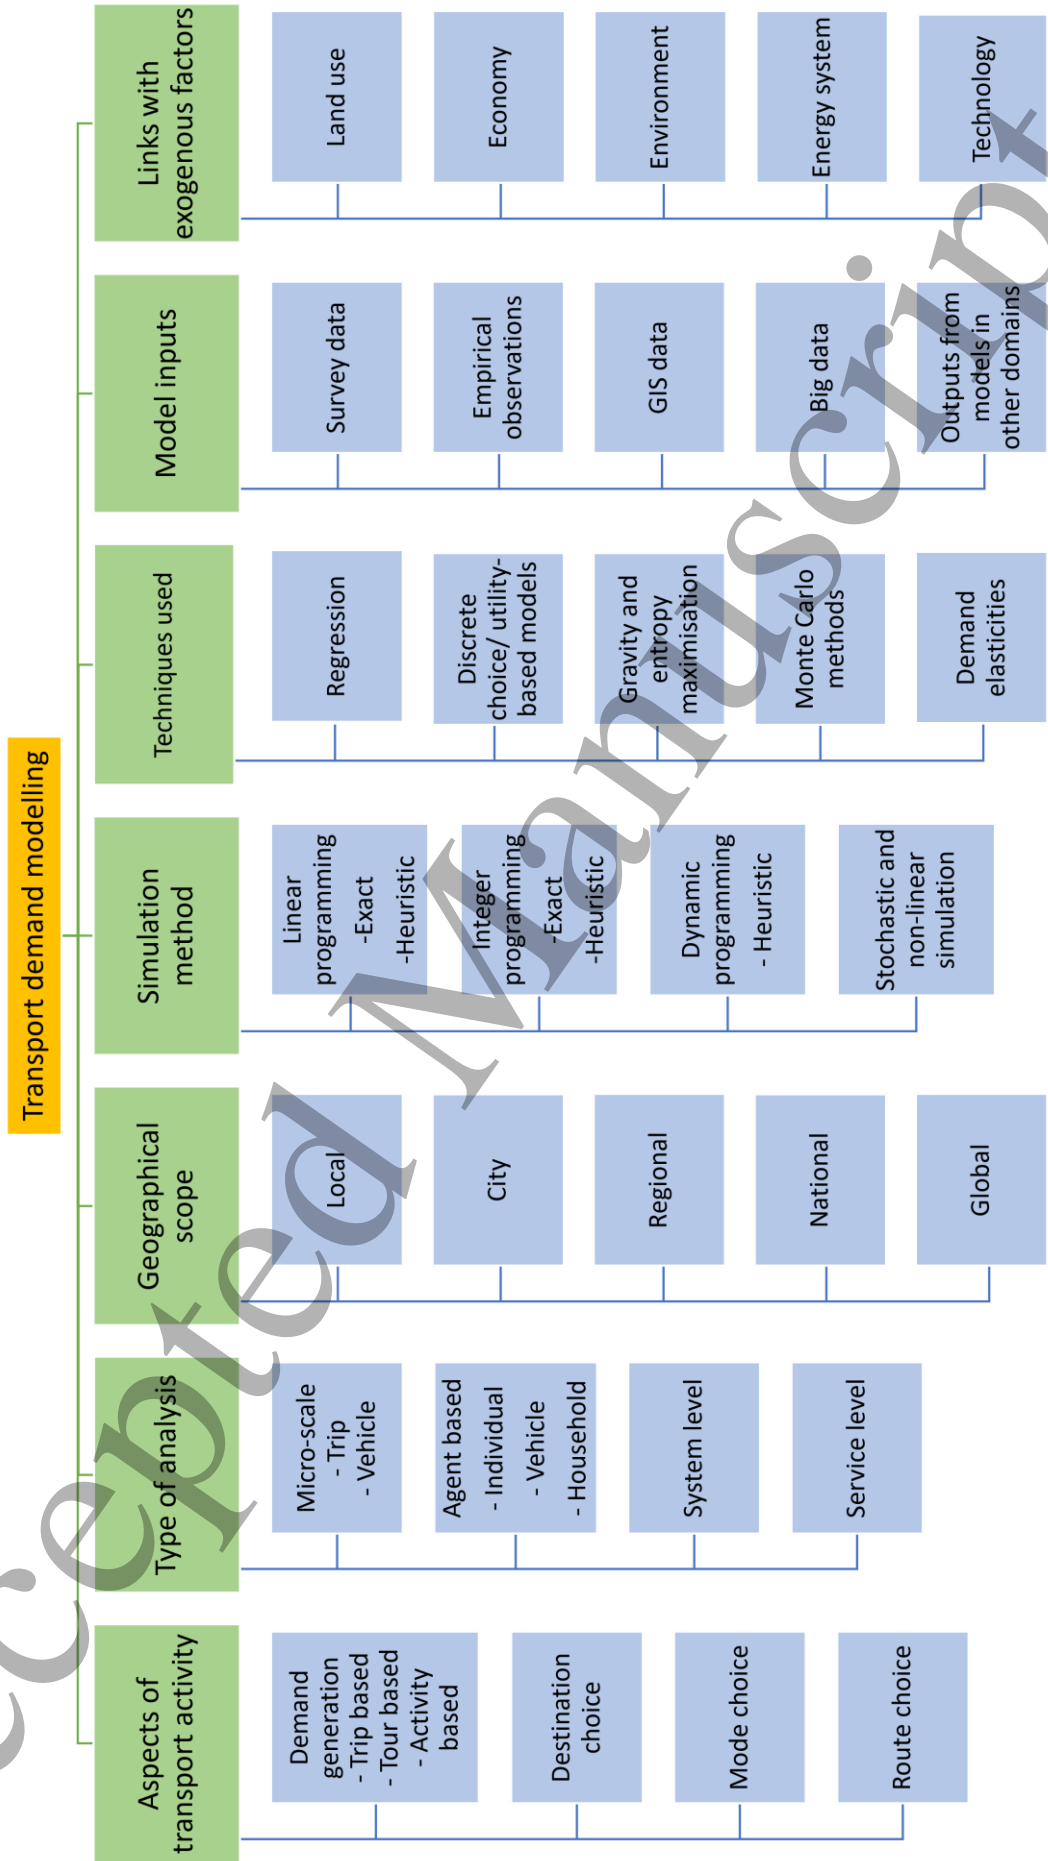 Transport demand modelling
Aspects of
transport activity
Demand
generation
- Trip based
- Tour based
- Activity
based
Destination
choice
Mode choice
Route choice
Type of analysis
Micro-scale
- Trip
- Vehicle
Agent based
- Individual
- Vehicle
- Household
System level
Service level
Geographical
scope
Local
City
Regional
National
Global
Simulation
method
Linear
programming
-Exact
-Heuristic
Integer
programming
-Exact
-Heuristic
Dynamic
programming
- Heuristic
Stochastic and
non-linear
simulation
Techniques used
Regression
Discrete
choice/ utility-
based models
Gravity and
entropy
maximisation
Monte Carlo
methods
Demand
elasticities
Model inputs
Survey data
Empirical
observations
GIS data
Big data
Outputs from
models in
other domains
Links with
exogenous factors
Land use
Economy
Environment
Energy system
Technology
cepted Manuscript